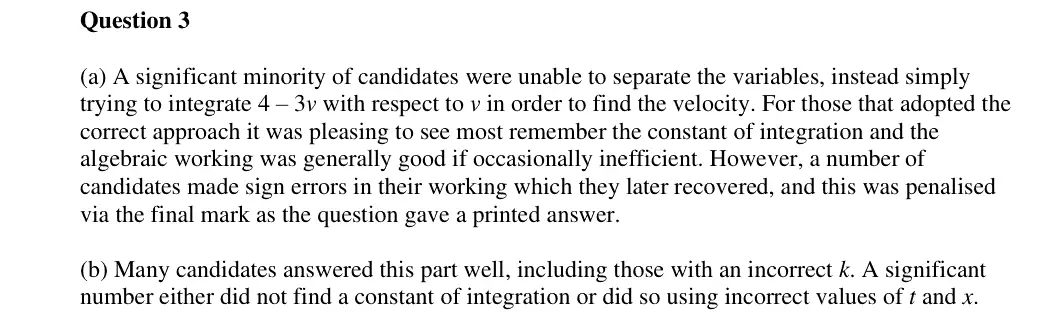 Question 3
(a) A significant minority of candidates were unable to separate the variables, instead simply
trying to integrate 4 – 3v with respect to v in order to find the velocity. For those that adopted the
correct approach it was pleasing to see most remember the constant of integration and the
algebraic working was generally good if occasionally inefficient. However, a number of
candidates made sign errors in their working which they later recovered, and this was penalised
via the final mark as the question gave a printed answer.
(b) Many candidates answered this part well, including those with an incorrect k. A significant
number either did not find a constant of integration or did so using incorrect values of t and x.